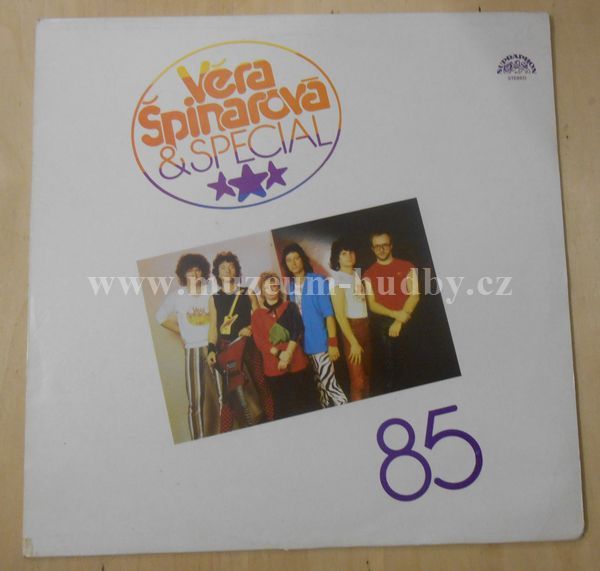 Věra
Špinarová
& SPECIAL
SUPRAPHON
STEREO
www.muzeum-hudby.cz
85